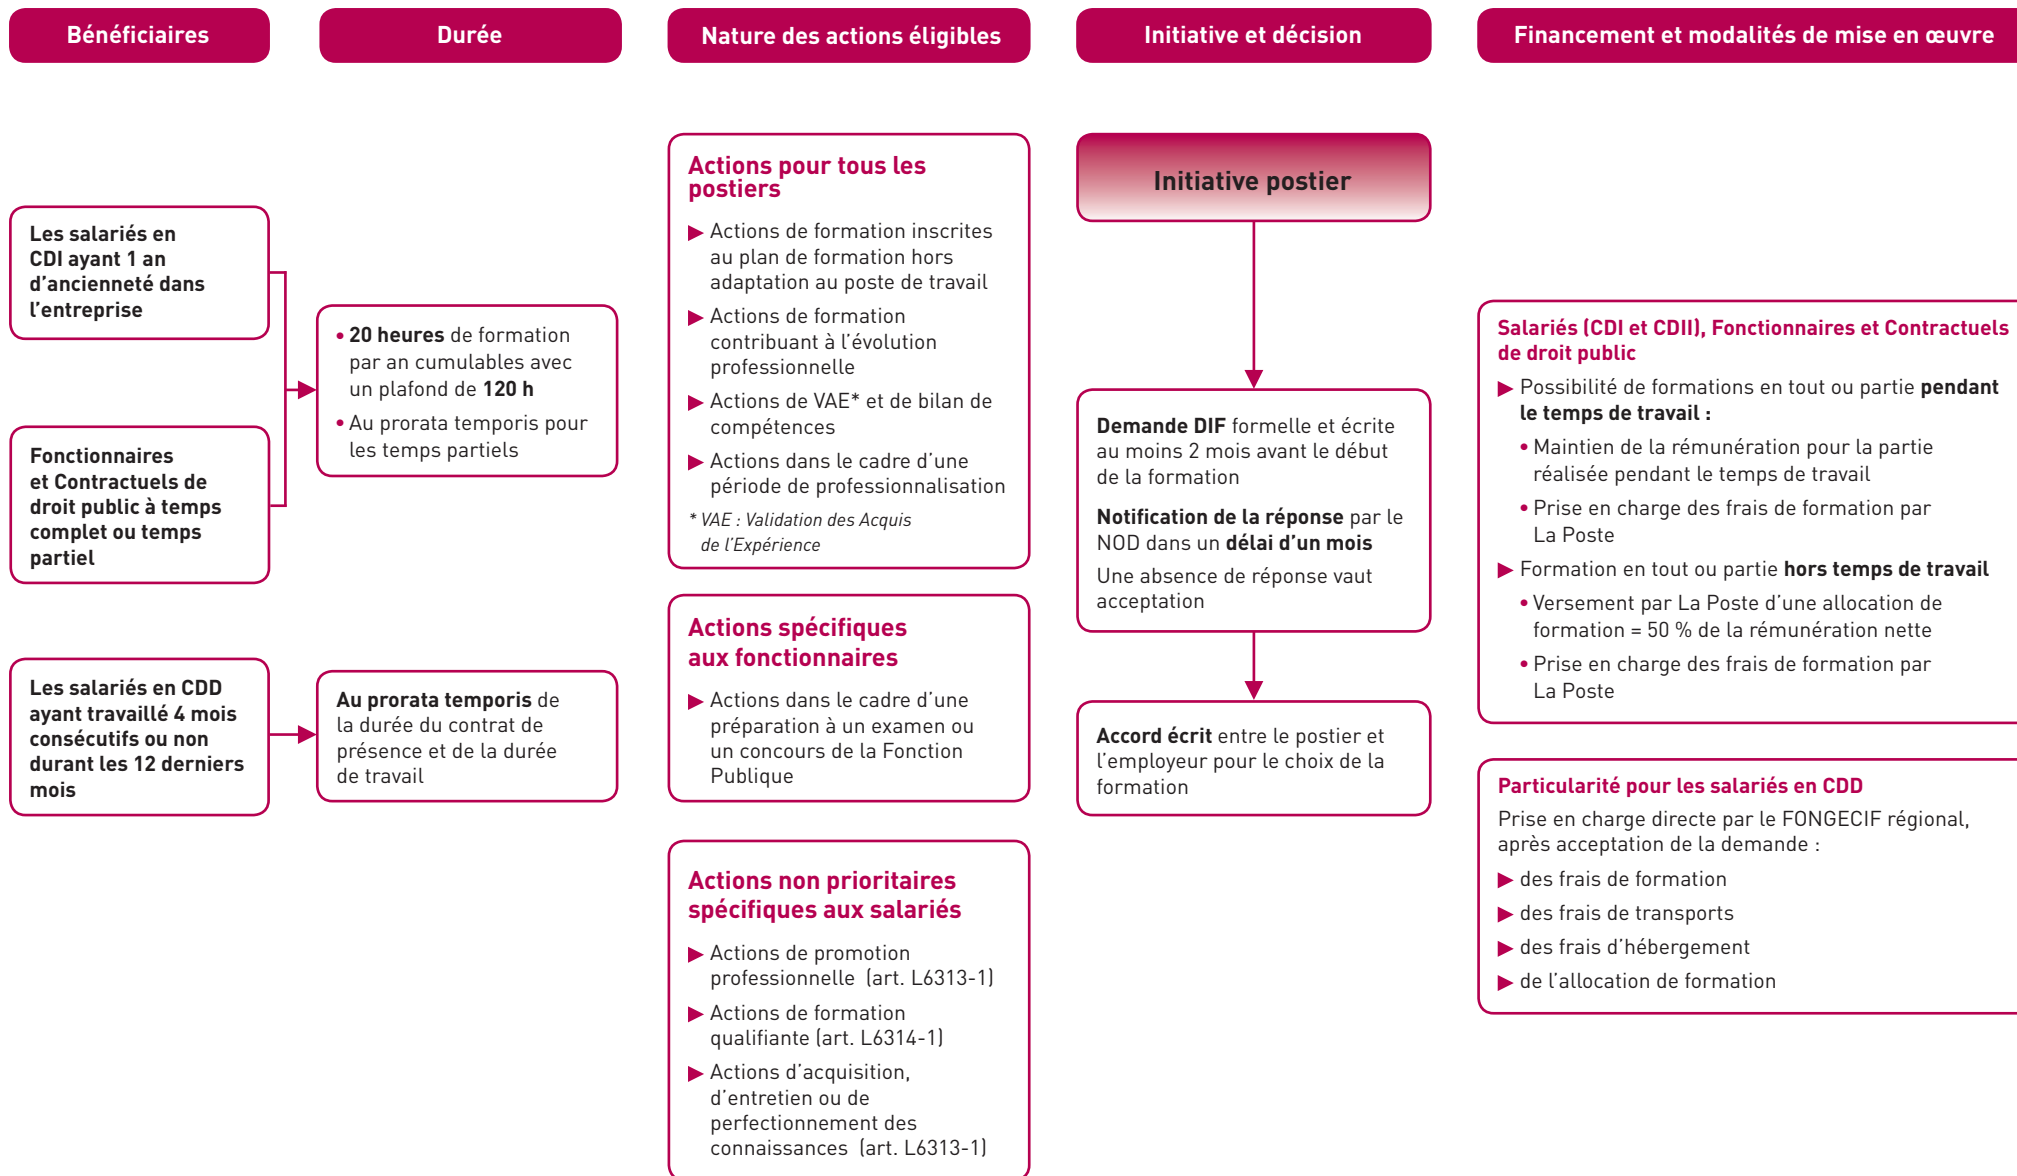 Bénéficiaires
Durée
Nature des actions éligibles
Initiative et décision
Financement et modalités de mise en œuvre
Les salariés en
CDI ayant 1 an
d’ancienneté dans
l’entreprise
Fonctionnaires
et Contractuels de
droit public à temps
complet ou temps
partiel
Les salariés en CDD
ayant travaillé 4 mois
consécutifs ou non
durant les 12 derniers
mois
• 20 heures de formation
par an cumulables avec
un plafond de 120 h
• Au prorata temporis pour
les temps partiels
Au prorata temporis de
la durée du contrat de
présence et de la durée
de travail
Actions pour tous les
postiers
▶ Actions de formation inscrites
au plan de formation hors
adaptation au poste de travail
▶ Actions de formation
contribuant à l’évolution
professionnelle
▶ Actions de VAE* et de bilan de
compétences
▶ Actions dans le cadre d’une
période de professionnalisation
* VAE : Validation des Acquis
de l’Expérience
Actions spécifiques
aux fonctionnaires
▶ Actions dans le cadre d’une
préparation à un examen ou
un concours de la Fonction
Publique
Actions non prioritaires
spécifiques aux salariés
▶ Actions de promotion
professionnelle (art. L6313-1)
▶ Actions de formation
qualifiante (art. L6314-1)
▶ Actions d’acquisition,
d’entretien ou de
perfectionnement des
connaissances (art. L6313-1)
Initiative postier
Demande DIF formelle et écrite
au moins 2 mois avant le début
de la formation
Notification de la réponse par le
NOD dans un délai d’un mois
Une absence de réponse vaut
acceptation
Accord écrit entre le postier et
l’employeur pour le choix de la
formation
Salariés (CDI et CDII), Fonctionnaires et Contractuels
de droit public
▶ Possibilité de formations en tout ou partie pendant
le temps de travail :
• Maintien de la rémunération pour la partie
réalisée pendant le temps de travail
• Prise en charge des frais de formation par
La Poste
▶ Formation en tout ou partie hors temps de travail
• Versement par La Poste d’une allocation de
formation = 50 % de la rémunération nette
• Prise en charge des frais de formation par
La Poste
Particularité pour les salariés en CDD
Prise en charge directe par le FONGECIF régional,
après acceptation de la demande :
▶ des frais de formation
▶ des frais de transports
▶ des frais d’hébergement
▶ de l’allocation de formation